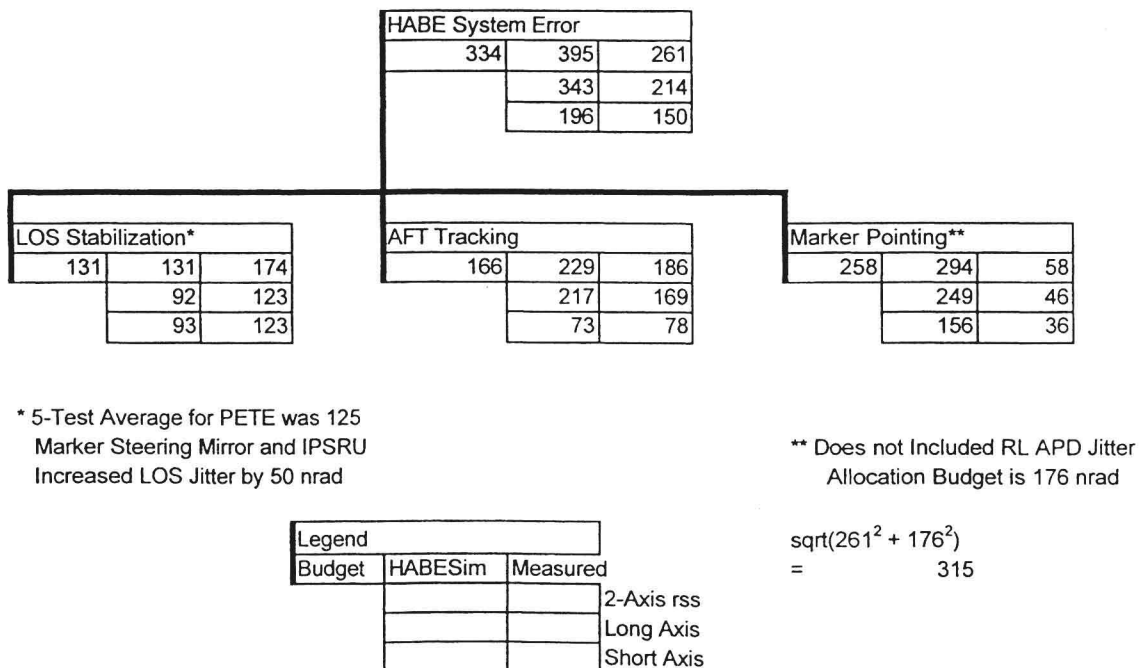 HABE System Error
334 395 261
343 214
196 150
LOS Stabilization*
131 131 174
92 123
93 123
AFT Tracking
166 229 186
217 169
73 78
Marker Pointing**
258 294 58
249 46
156 36
* 5-Test Average for PETE was 125
Marker Steering Mirror and IPSRU
Increased LOS Jitter by 50 nrad
** Does not Included RL APD Jitter
Allocation Budget is 176 nrad
sqrt(261² + 176²)
= 315
Legend
Budget HABESim Measured
2-Axis rss
Long Axis
Short Axis